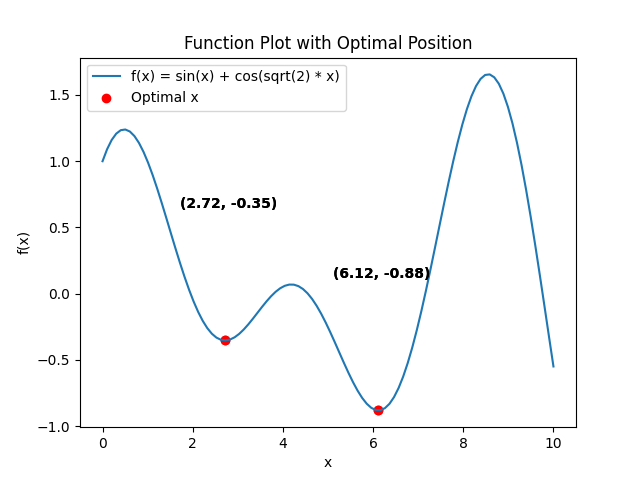 Function Plot with Optimal Position
f(x) = sin(x) + cos(sqrt(2) * x)
Optimal x
1.5
1.0
(2.72, -0.35)
0.5
f(x)
(6.12, -0.88)
0.0
−0.5
−1.0
0 2 4 6 8 10
x